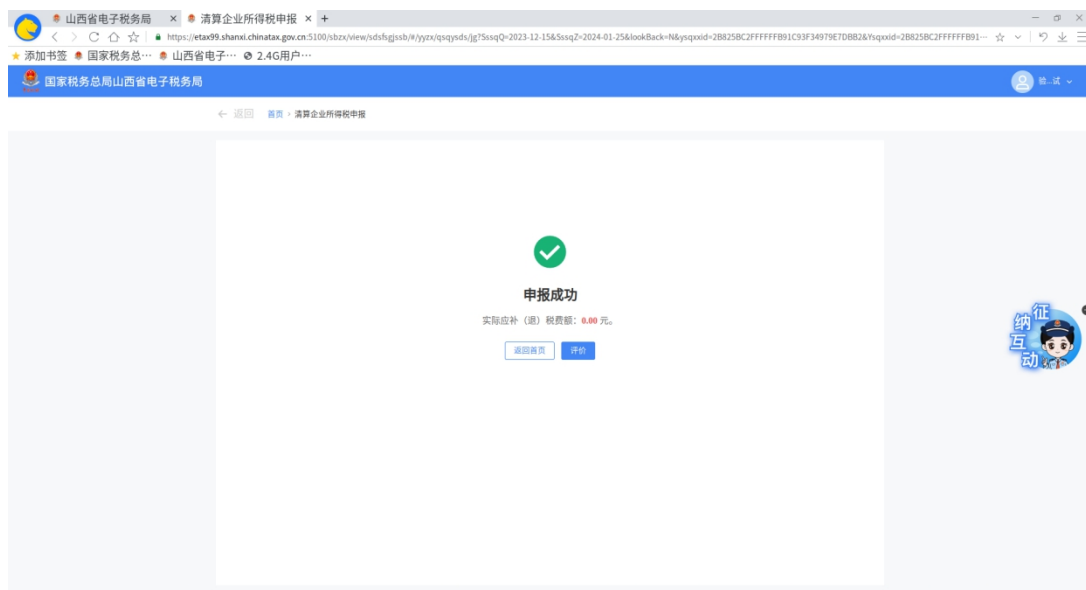 山西省电子税务局 × 清算企业所得税申报 × +
https://etax99.shanxi.chinatax.gov.cn:5100/sbzx/view/sdsfsgjssb/#/yyzx/qsqysds/jg?SssqQ=2023-12-15&SssqZ=2024-01-25&lookBack=N&ysqxxid=2B825BC2FFFFFFB91C93F34979E7DBB2&Ysqxxid=2B825BC2FFFFFFB91···
添加书签 国家税务总··· 山西省电子··· 2.4G用户···
国家税务总局山西省电子税务局
验...试
← 返回 首页 › 清算企业所得税申报
申报成功
实际应补（退）税费额：0.00 元。
返回首页 评价
征纳互动